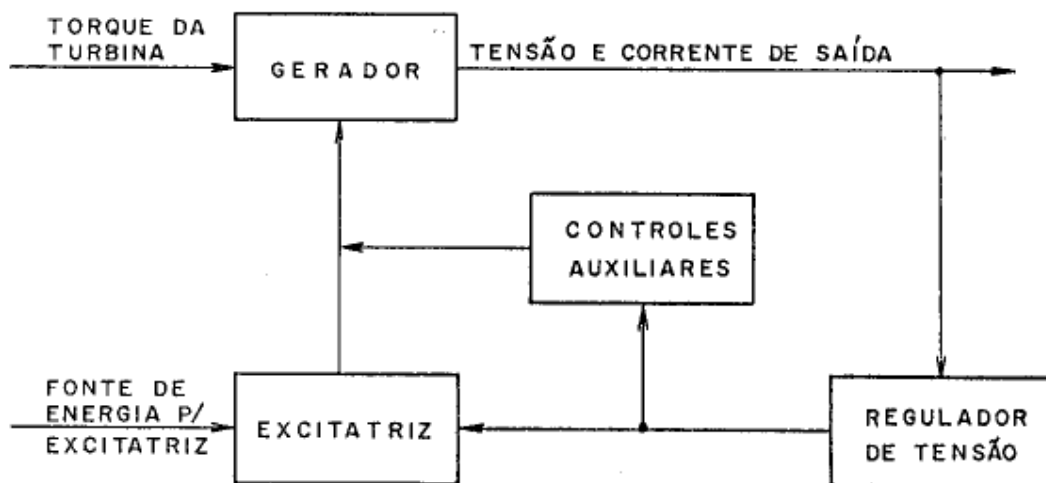 TORQUE DA
TURBINA
GERADOR
TENSÃO E CORRENTE DE SAÍDA
CONTROLES
AUXILIARES
FONTE DE
ENERGIA P/
EXCITATRIZ
EXCITATRIZ
REGULADOR
DE TENSÃO